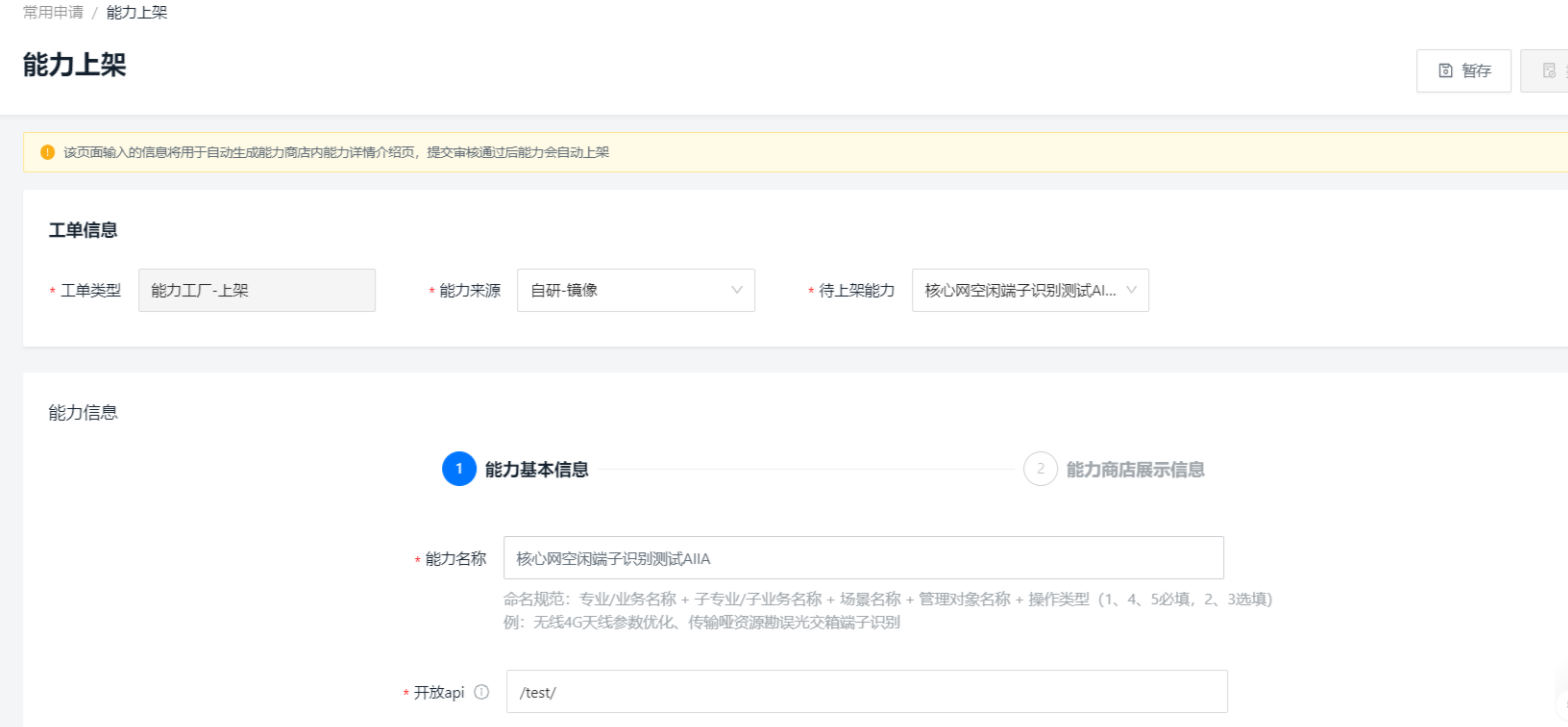 常用申请 / 能力上架
能力上架
暂存
该页面输入的信息将用于自动生成能力商店内能力详情介绍页，提交审核通过后能力会自动上架
工单信息
* 工单类型 能力工厂-上架 * 能力来源 自研-镜像 * 待上架能力 核心网空闲端子识别测试AI...
能力信息
1 能力基本信息 2 能力商店展示信息
* 能力名称 核心网空闲端子识别测试AIIA
命名规范：专业/业务名称 + 子专业/子业务名称 + 场景名称 + 管理对象名称 + 操作类型（1、4、5必填，2、3选填）
例：无线4G天线参数优化、传输哑资源勘误光交箱端子识别
* 开放api /test/